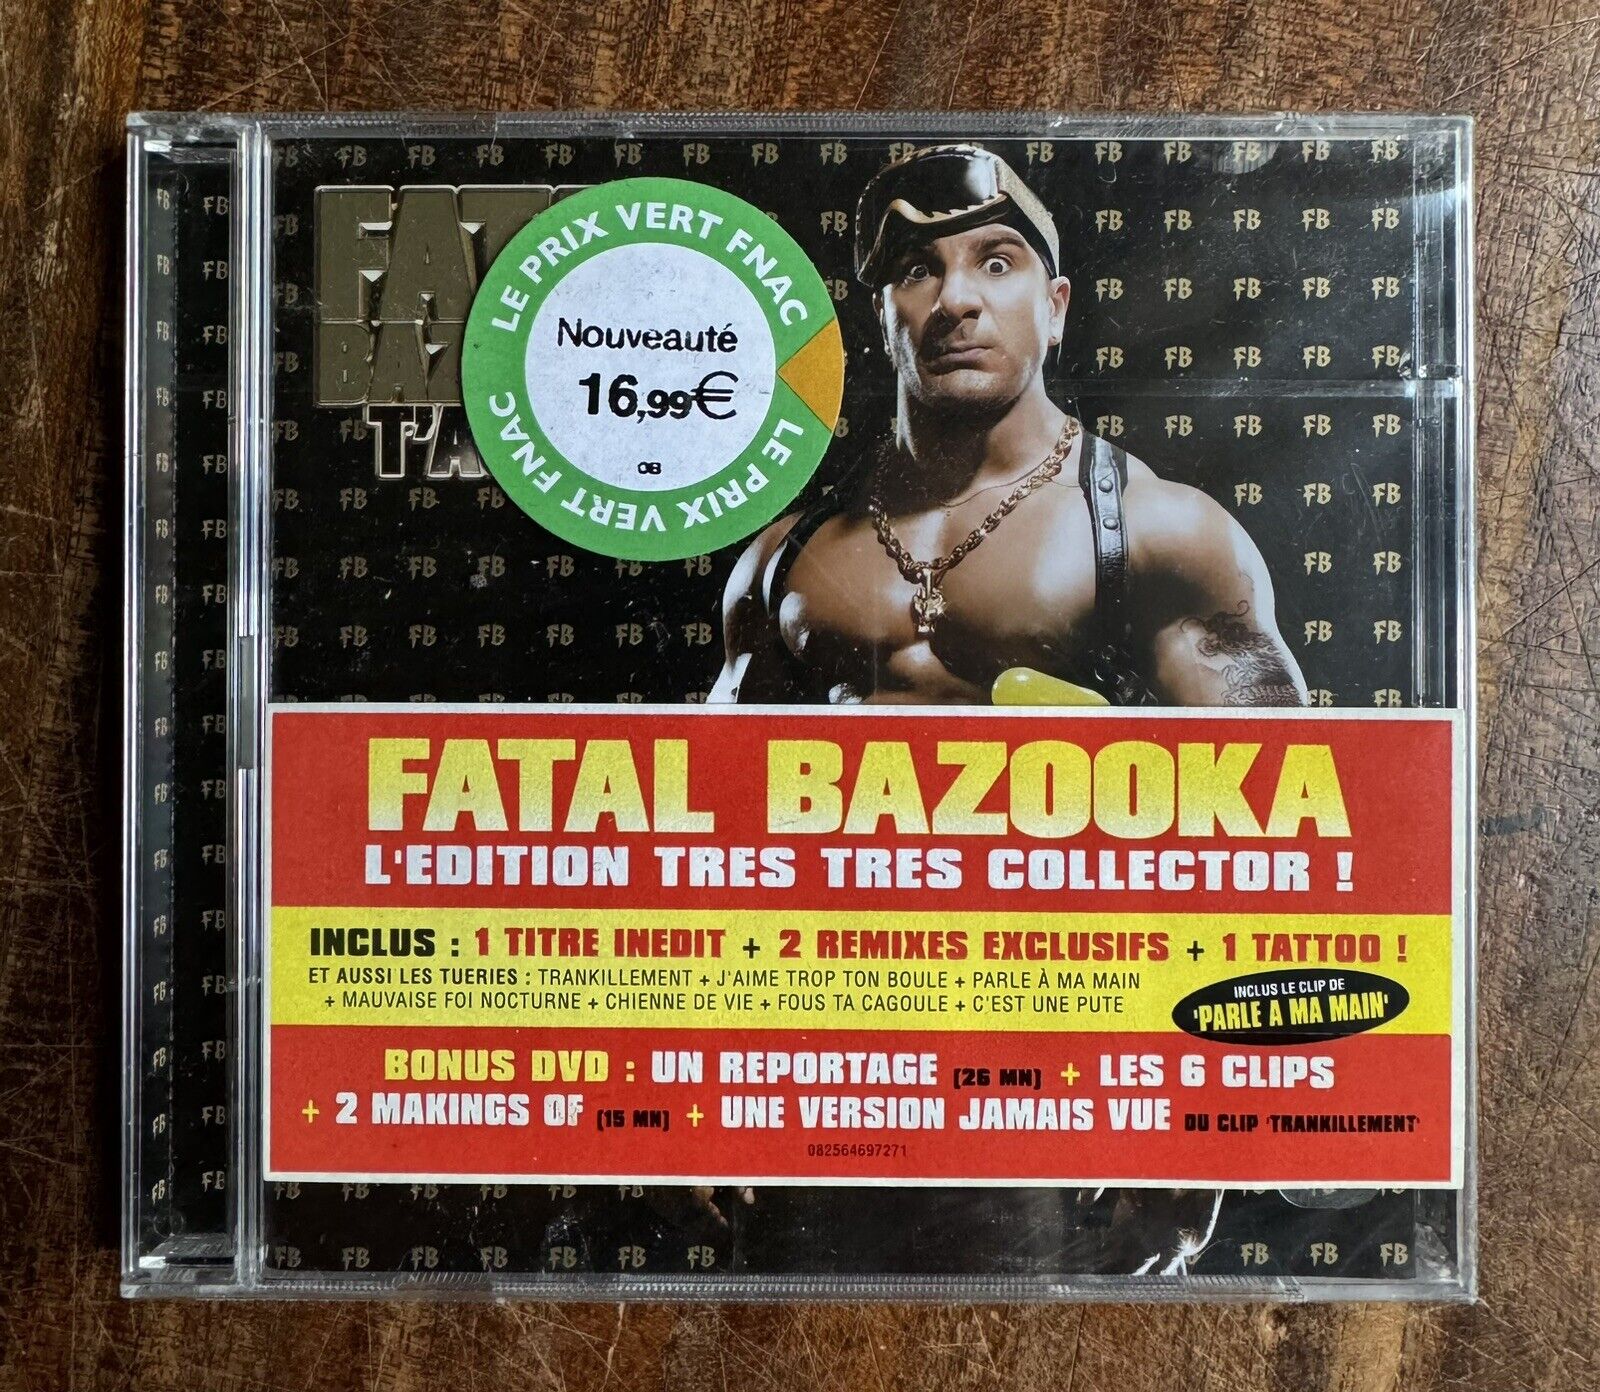 FAT
BA
T'A
LE PRIX VERT FNAC
Nouveauté
16,99€
08
LE PRIX VERT FNAC
FB
FATAL BAZOOKA
L'EDITION TRES TRES COLLECTOR !
INCLUS : 1 TITRE INEDIT + 2 REMIXES EXCLUSIFS + 1 TATTOO !
ET AUSSI LES TUERIES : TRANKILLEMENT + J'AIME TROP TON BOULE + PARLE À MA MAIN
+ MAUVAISE FOI NOCTURNE + CHIENNE DE VIE + FOUS TA CAGOULE + C'EST UNE PUTE
INCLUS LE CLIP DE
'PARLE A MA MAIN'
BONUS DVD : UN REPORTAGE (26 MN) + LES 6 CLIPS
+ 2 MAKINGS OF (15 MN) + UNE VERSION JAMAIS VUE DU CLIP 'TRANKILLEMENT'
082564697271